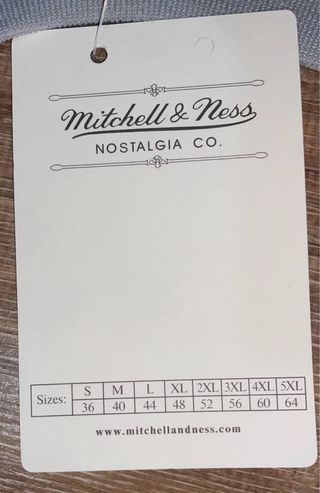 Mitchell & Ness
NOSTALGIA CO.
Sizes: S M L XL 2XL 3XL 4XL 5XL
36 40 44 48 52 56 60 64
www.mitchellandness.com